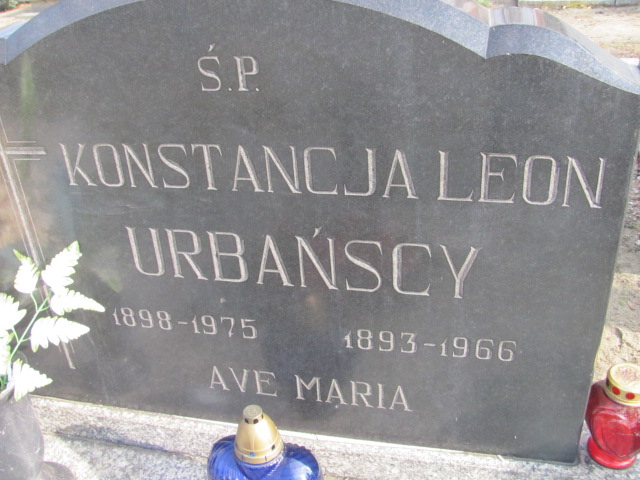 Ś.P.
KONSTANCJA LEON
URBAŃSCY
1898-1975 1893-1966
AVE MARIA